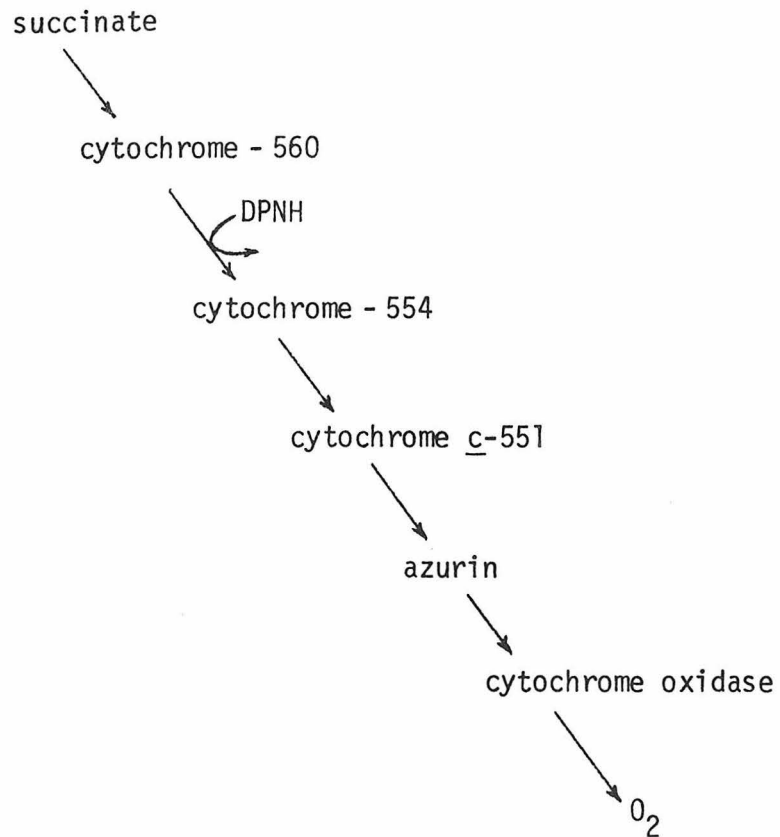 succinate
cytochrome - 560
DPNH
cytochrome - 554
cytochrome c-551
azurin
cytochrome oxidase
O2